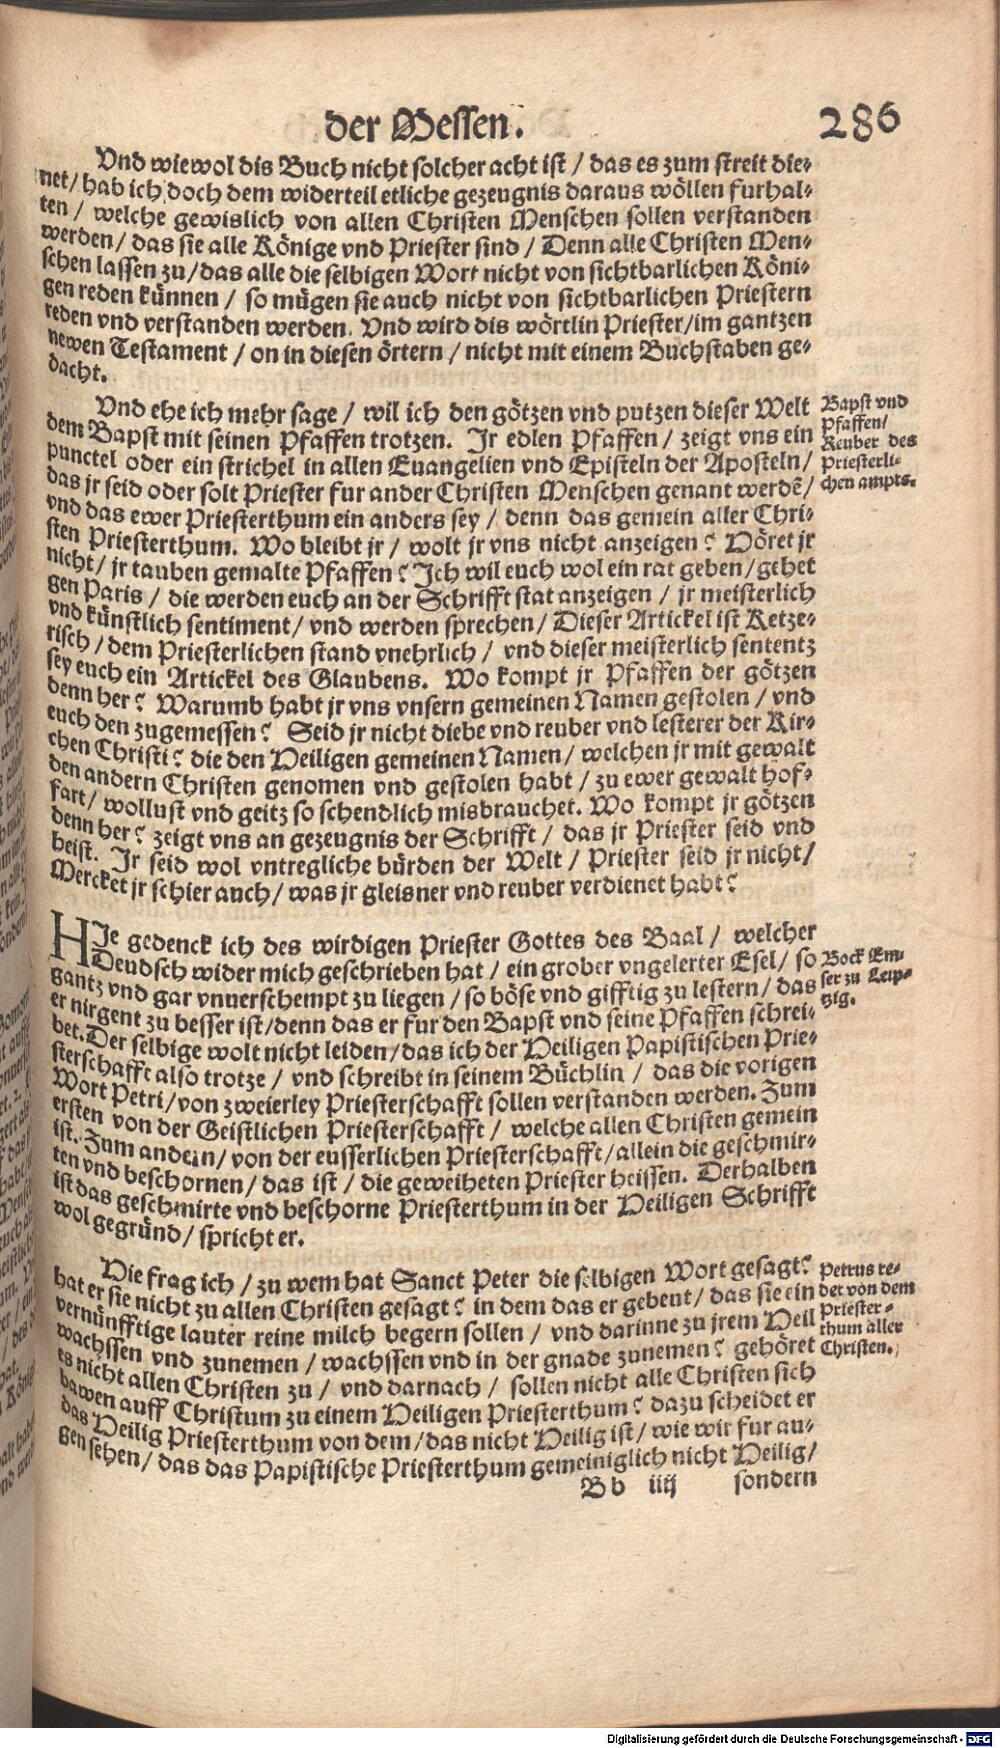 der Messen. 286
Vnd wiewol dis Buch nicht solcher acht ist / das es zum streit die-
net / hab ich doch dem widerteil etliche gezeugnis daraus wöllen furhal-
ten / welche gewislich von allen Christen Menschen sollen verstanden
werden / das sie alle Könige vnd Priester sind / Denn alle Christen Men-
schen lassen zu / das alle die selbigen Wort nicht von sichtbarlichen Köni-
gen reden künnen / so mügen sie auch nicht von sichtbarlichen Priestern
reden vnd verstanden werden. Vnd wird dis wörtlin Priester / im gantzen
newen Testament / on in diesen örtern / nicht mit einem Buchstaben ge-
dacht.
Vnd ehe ich mehr sage / wil ich den götzen vnd putzen dieser Welt
dem Bapst mit seinen Pfaffen trotzen. Jr edlen Pfaffen / zeigt vns ein
punctel oder ein strichel in allen Euangelien vnd Episteln der Aposteln /
das jr seid oder solt Priester fur ander Christen Menschen genant werdē /
vnd das ewer Priesterthum ein anders sey / denn das gemein aller Chri-
sten Priesterthum. Wo bleibt jr / wolt jr vns nicht anzeigen? Höret jr
nicht / jr tauben gemalte Pfaffen? Ich wil euch wol ein rat geben / gehet
gen Paris / die werden euch an der Schrifft stat anzeigen / jr meisterlich
vnd künstlich sentiment / vnd werden sprechen / Dieser Artickel ist Ketze-
risch / dem Priesterlichen stand vnehrlich / vnd dieser meisterlich sententz
sey euch ein Artickel des Glaubens. Wo kompt jr Pfaffen der götzen
denn her? Warumb habt jr vns vnsern gemeinen Namen gestolen / vnd
euch den zugemessen? Seid jr nicht diebe vnd reuber vnd lesterer der Kir-
chen Christi? die den Heiligen gemeinen Namen / welchen jr mit gewalt
den andern Christen genomen vnd gestolen habt / zu ewer gewalt hof-
fart / wollust vnd geitz so schendlich misbrauchet. Wo kompt jr götzen
denn her? zeigt vns an gezeugnis der Schrifft / das jr Priester seid vnd
heist. Jr seid wol vntregliche bürden der Welt / Priester seid jr nicht /
Mercket jr schier auch / was jr gleisner vnd reuber verdienet habt?
Bapst vnd
Pfaffen /
Reuber des
Priesterli-
chen ampts.
HJe gedenck ich des wirdigen Priester Gottes des Baal / welcher
Deudsch wider mich geschrieben hat / ein grober vngelerter Esel / so
gantz vnd gar vnuerschempt zu liegen / so böse vnd gifftig zu lestern / das
er nirgent zu besser ist / denn das er fur den Bapst vnd seine Pfaffen schrei-
bet. Der selbige wolt nicht leiden / das ich der Heiligen Papistischen Prie-
sterschafft also trotze / vnd schreibt in seinem Büchlin / das die vorigen
Wort Petri / von zweierley Priesterschafft sollen verstanden werden. Zum
ersten von der Geistlichen Priesterschafft / welche allen Christen gemein
ist. Zum andern / von der eusserlichen Priesterschafft / allein die geschmir-
ten vnd beschornen / das ist / die geweiheten Priester heissen. Derhalben
ist das geschmirte vnd beschorne Priesterthum in der Heiligen Schrifft
wol gegründ / spricht er.
Bock Em-
ser zu Leip-
tzig.
Hie frag ich / zu wem hat Sanct Peter die selbigen Wort gesagt?
hat er sie nicht zu allen Christen gesagt? in dem das er gebeut / das sie ein
vernünfftige lauter reine milch begern sollen / vnd darinne zu jrem Heil
wachssen vnd zunemen / wachssen vnd in der gnade zunemen? gehöret
es nicht allen Christen zu / vnd darnach / sollen nicht alle Christen sich
bawen auff Christum zu einem Heiligen Priesterthum? dazu scheidet er
das Heilig Priesterthum von dem / das nicht Heilig ist / wie wir fur au-
gen sehen / das das Papistische Priesterthum gemeiniglich nicht Heilig /
Petrus re-
det von dem
Priester-
thum aller
Christen.
Bb iiij sondern
Digitalisierung gefördert durch die Deutsche Forschungsgemeinschaft - DFG